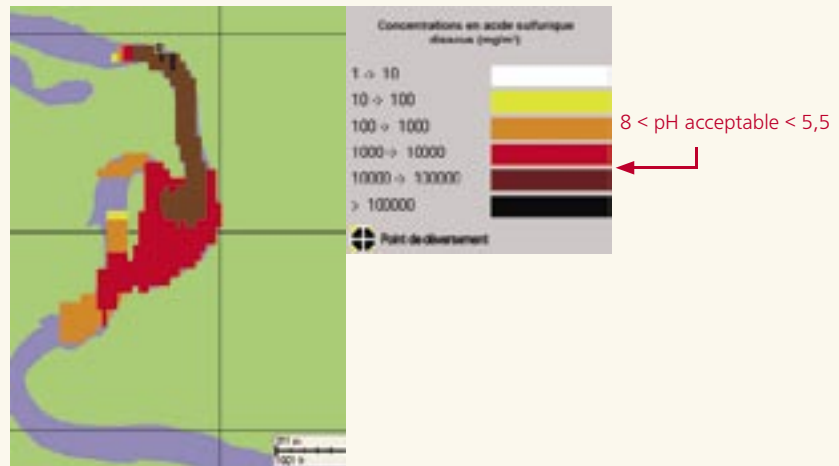 Concentrations en acide sulfurique
dissous (mg/m³)
1 -> 10
10 -> 100
100 -> 1000
1000 -> 10000
10000 -> 100000
> 100000
Point de déversement
8 < pH acceptable < 5,5